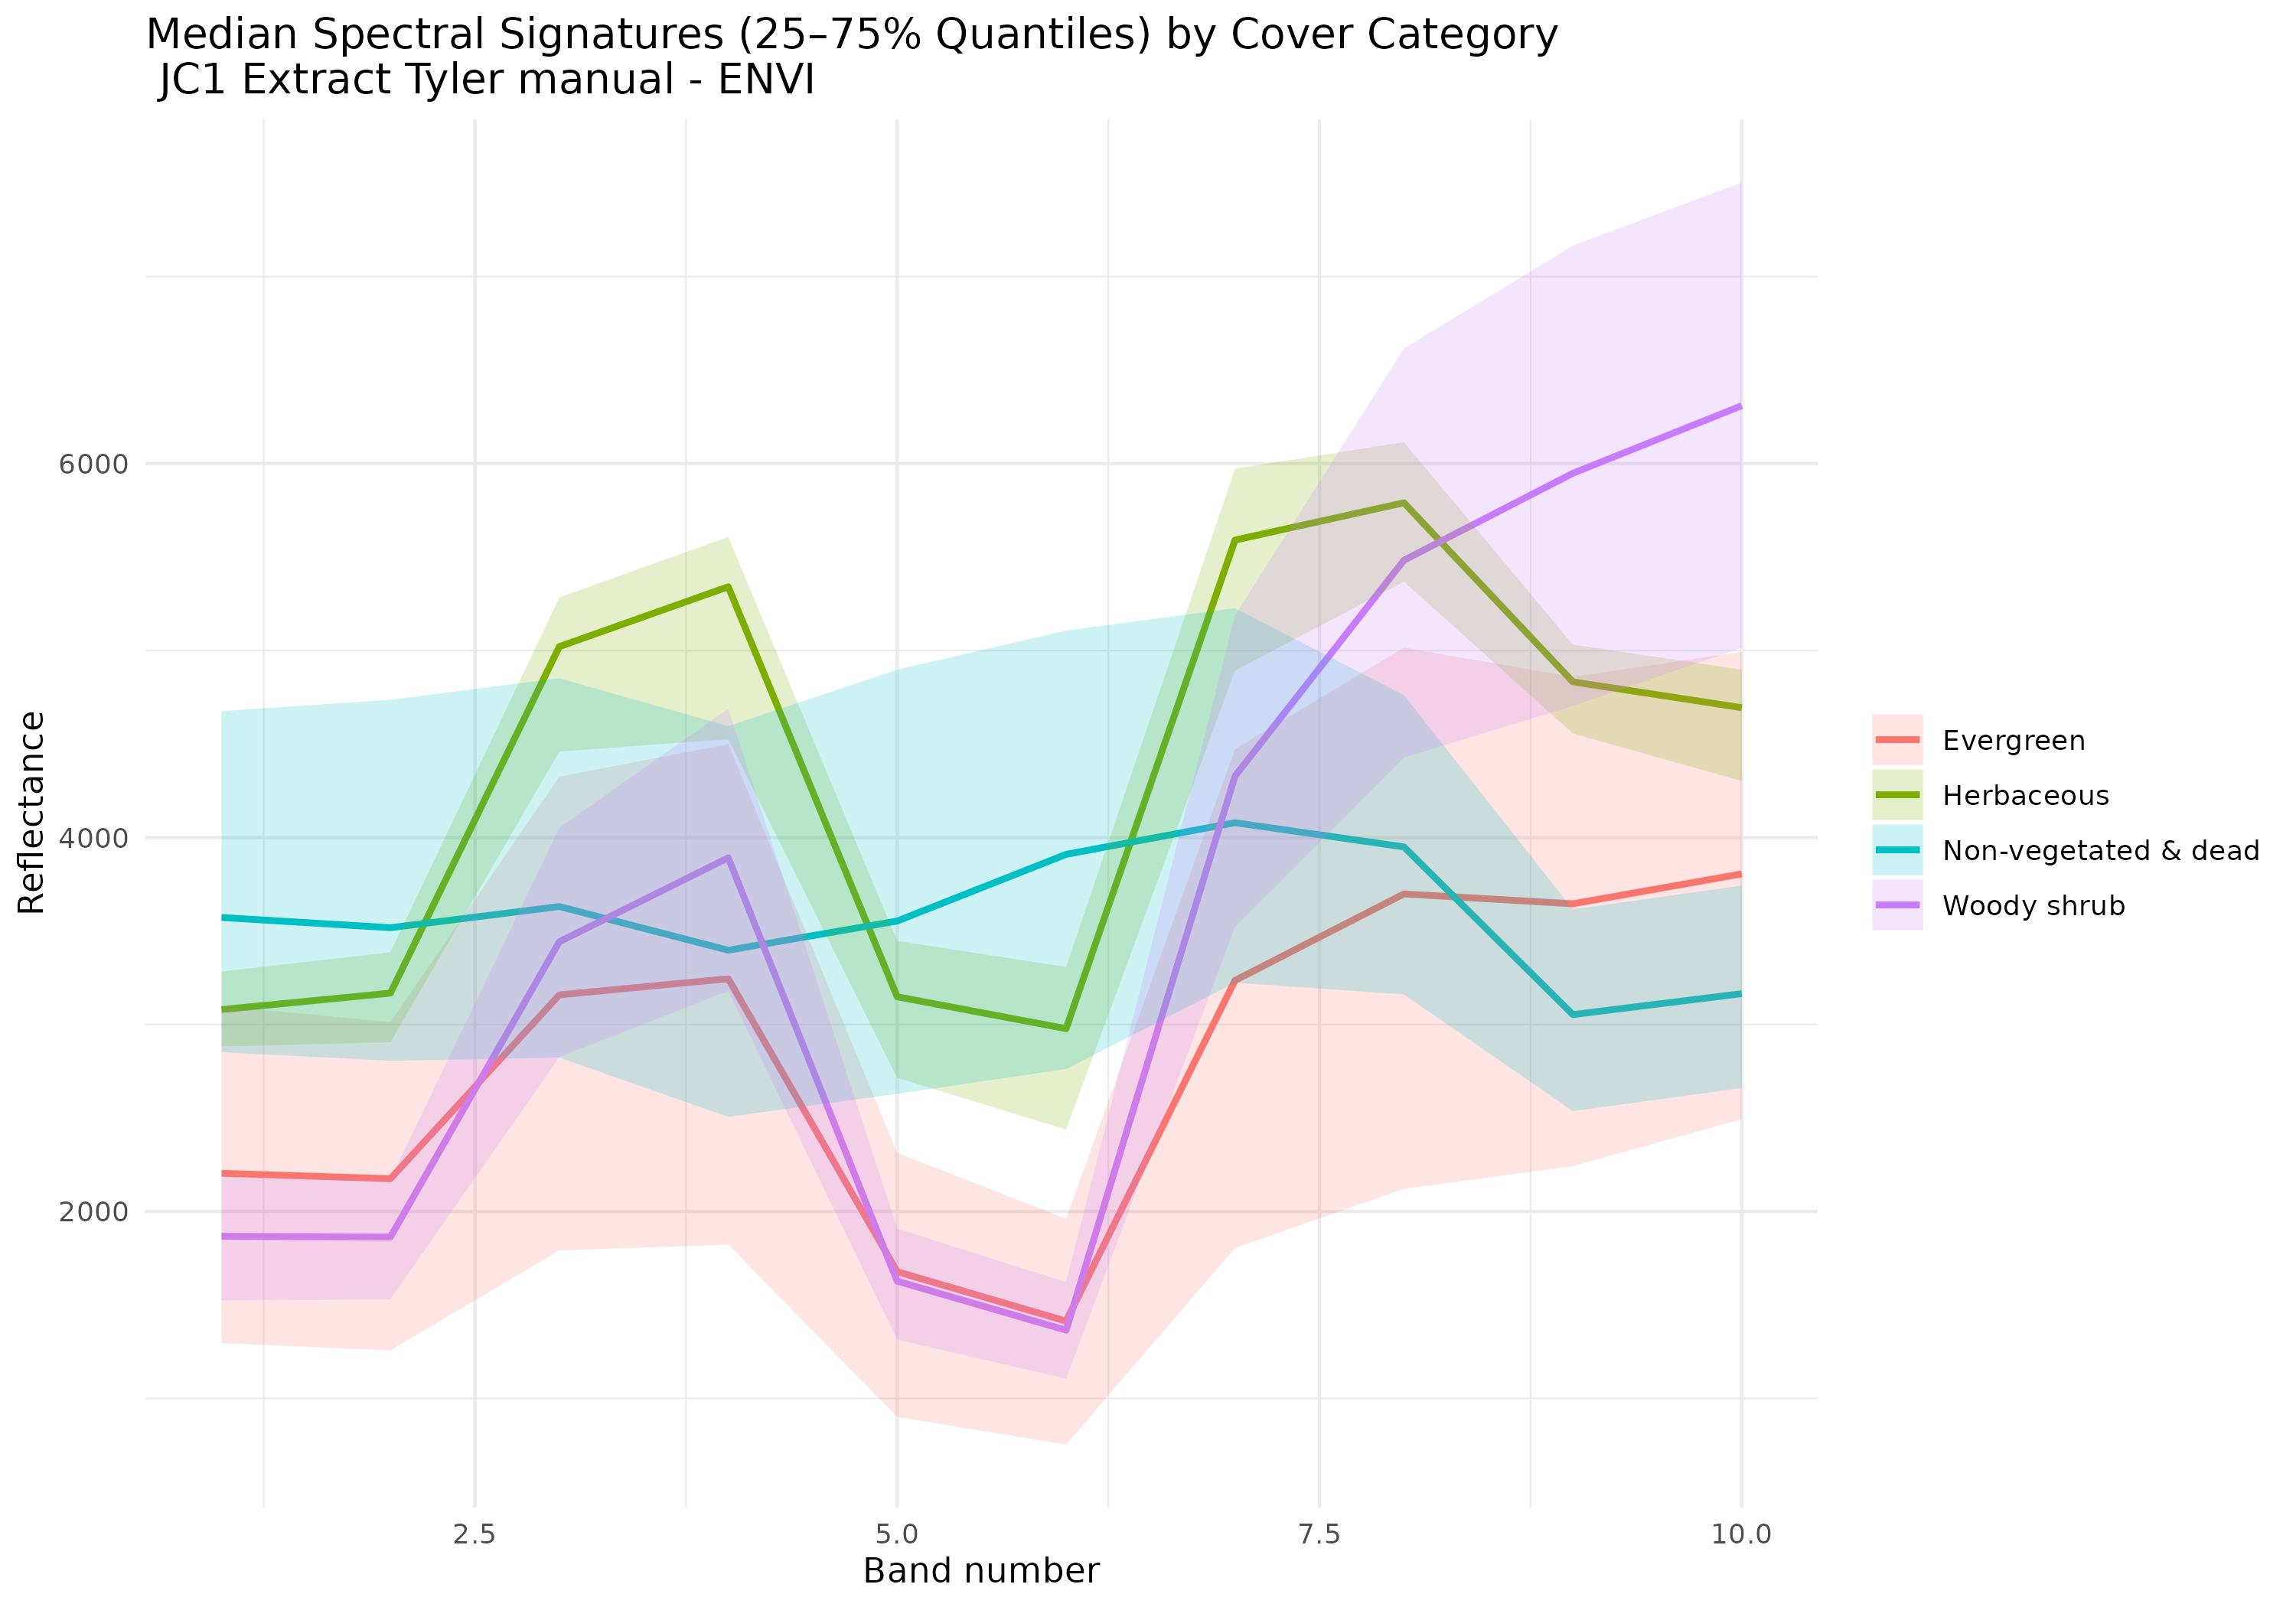 Median Spectral Signatures (25–75% Quantiles) by Cover Category
JC1 Extract Tyler manual - ENVI
Reflectance
6000
4000
2000
2.5
5.0
7.5
10.0
Band number
Evergreen
Herbaceous
Non-vegetated & dead
Woody shrub